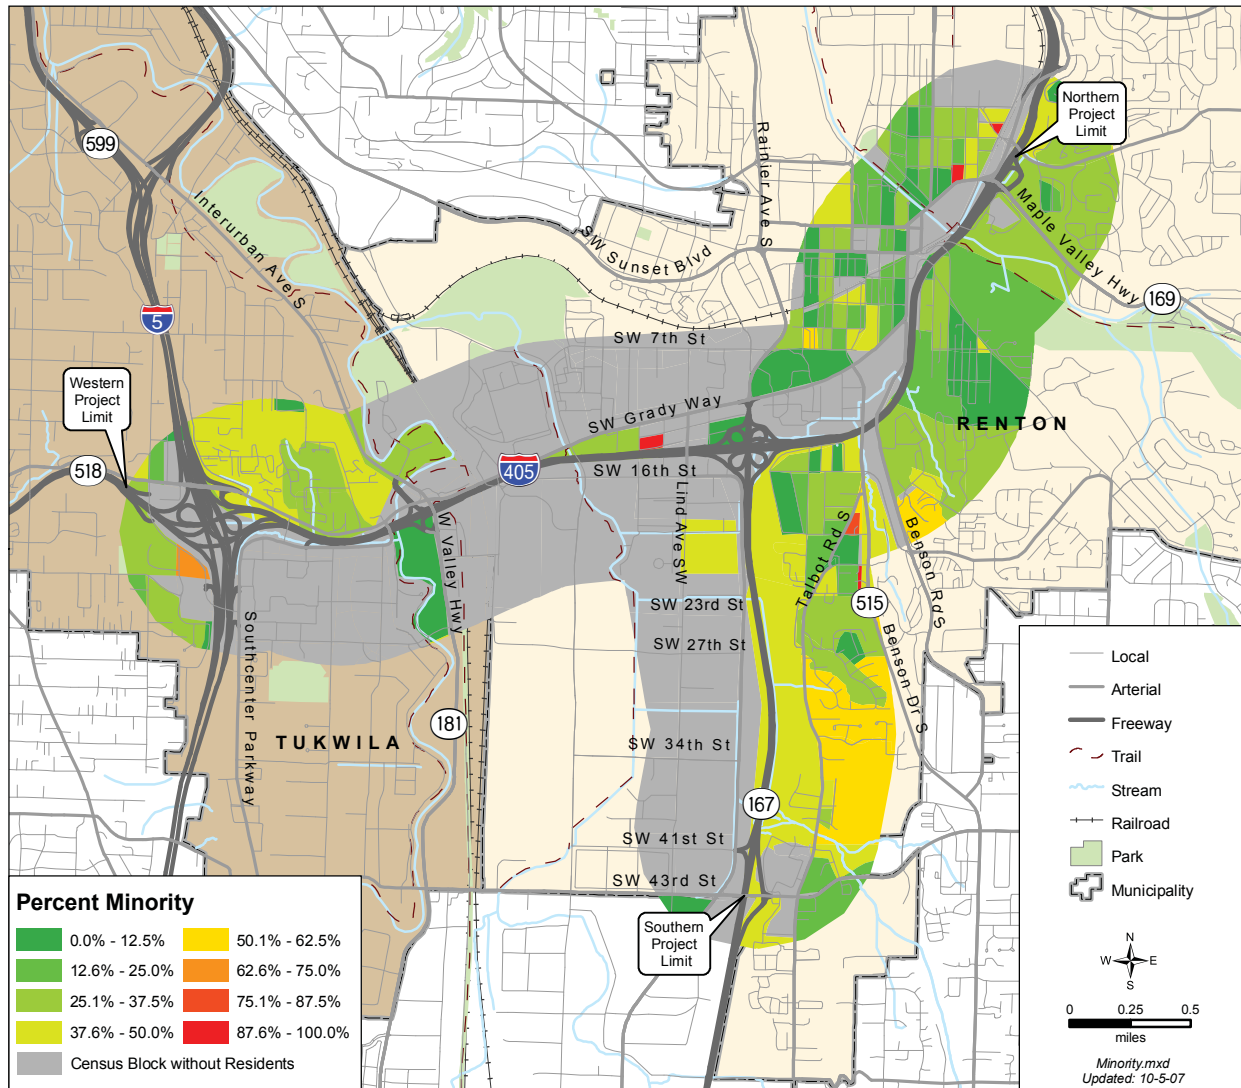 599
Interurban Ave S
5
Western
Project
Limit
518
Rainier Ave S
SW Sunset Blvd
Northern
Project
Limit
Maple Valley Hwy
169
SW 7th St
SW Grady Way
RENTON
405
SW 16th St
Lind Ave SW
W Valley Hwy
Talbot Rd S
Benson Rd S
515
SW 23rd St
SW 27th St
Benson Dr S
Southcenter Parkway
181
TUKWILA
SW 34th St
167
SW 41st St
SW 43rd St
Southern
Project
Limit
Percent Minority
0.0% - 12.5%
12.6% - 25.0%
25.1% - 37.5%
37.6% - 50.0%
50.1% - 62.5%
62.6% - 75.0%
75.1% - 87.5%
87.6% - 100.0%
Census Block without Residents
Local
Arterial
Freeway
Trail
Stream
Railroad
Park
Municipality
N
W E
S
0 0.25 0.5
miles
Minority.mxd
Updated: 10-5-07